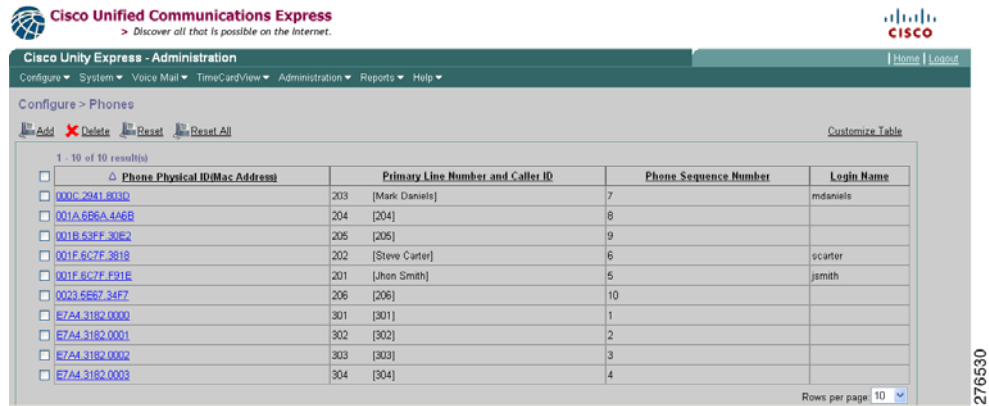 Cisco Unified Communications Express
> Discover all that is possible on the Internet.
CISCO
Cisco Unity Express - Administration
Home | Logout
Configure System Voice Mail TimeCardView Administration Reports Help
Configure > Phones
Add Delete Reset Reset All Customize Table
1 - 10 of 10 result(s)
Phone Physical ID(Mac Address) Primary Line Number and Caller ID Phone Sequence Number Login Name
000C.2941.803D 203 [Mark Daniels] 7 mdaniels
001A.6B6A.4A6B 204 [204] 8
001B.53FF.30E2 205 [205] 9
001F.6C7F.3818 202 [Steve Carter] 6 scarter
001F.6C7F.F91E 201 [Jhon Smith] 5 jsmith
0023.5E67.34F7 206 [206] 10
E7A4.3182.0000 301 [301] 1
E7A4.3182.0001 302 [302] 2
E7A4.3182.0002 303 [303] 3
E7A4.3182.0003 304 [304] 4
Rows per page: 10
276530